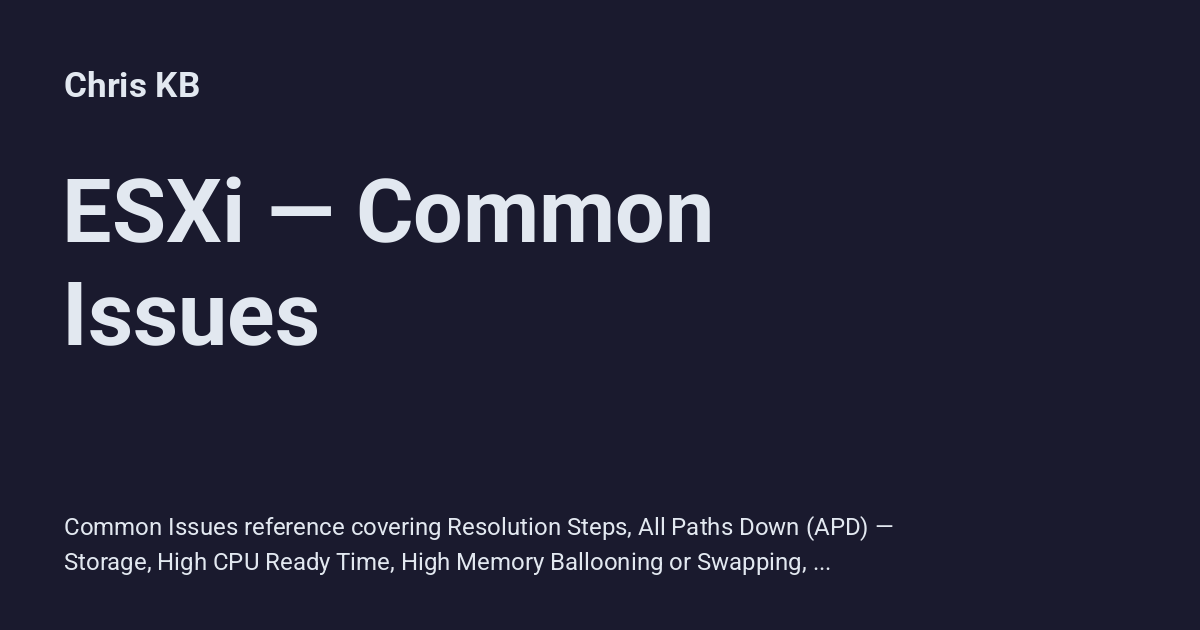 Chris KB
ESXi — Common
Issues
Common Issues reference covering Resolution Steps, All Paths Down (APD) —
Storage, High CPU Ready Time, High Memory Ballooning or Swapping, ...